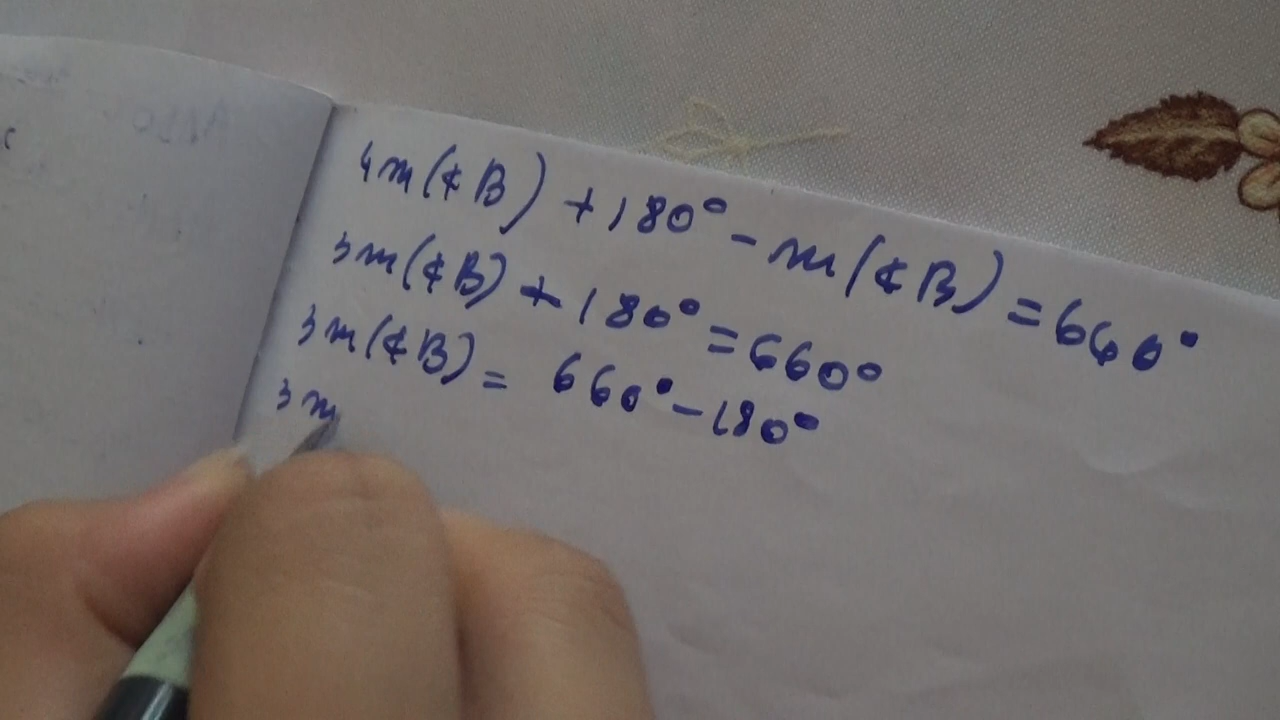 4m(∢B) + 180° - m(∢B) = 660°
3m(∢B) + 180° = 660°
3m(∢B) = 660° - 180°
3m